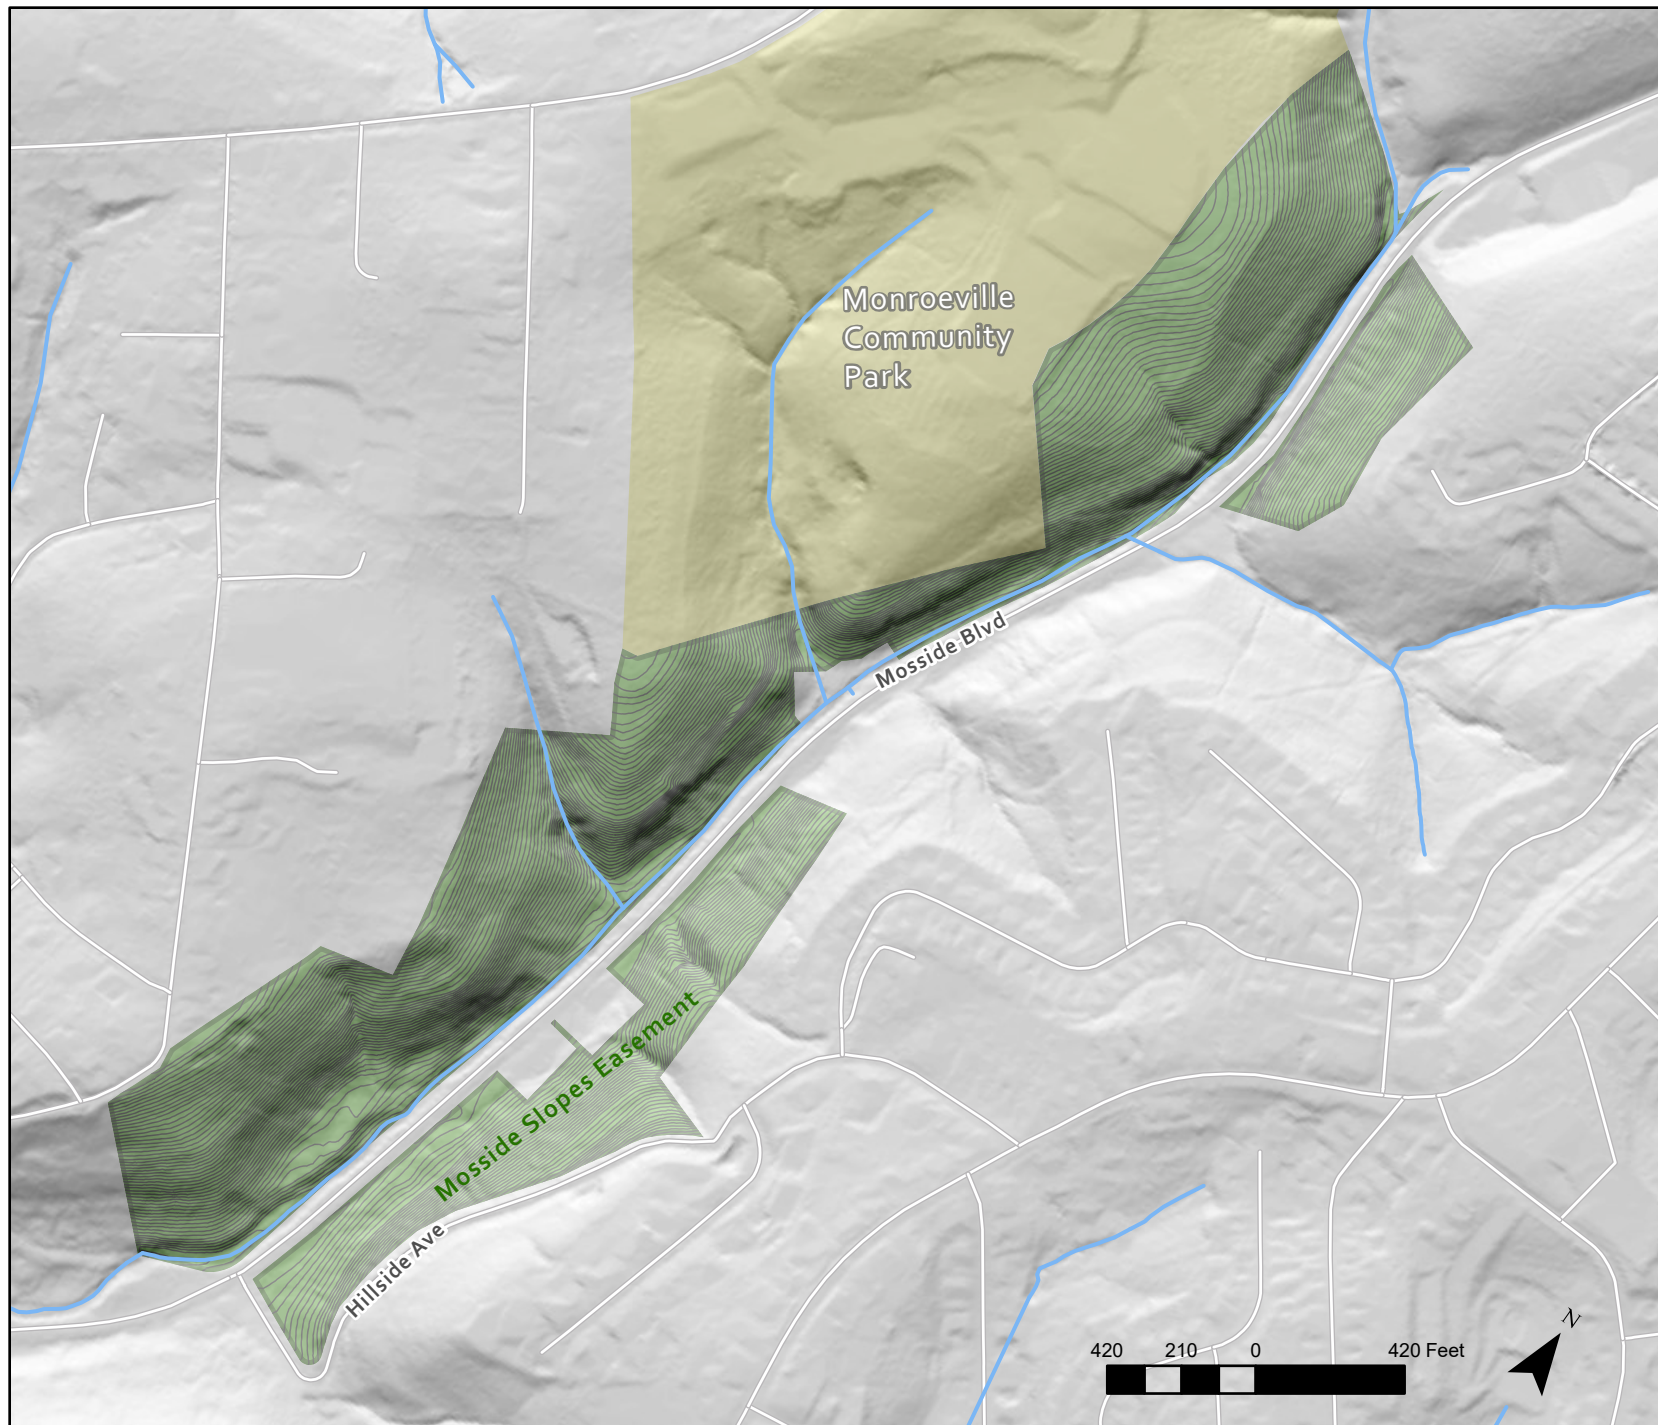 Monroeville
Community
Park
Mosside Blvd
Mosside Slopes Easement
Hillside Ave
N
420 210 0 420 Feet